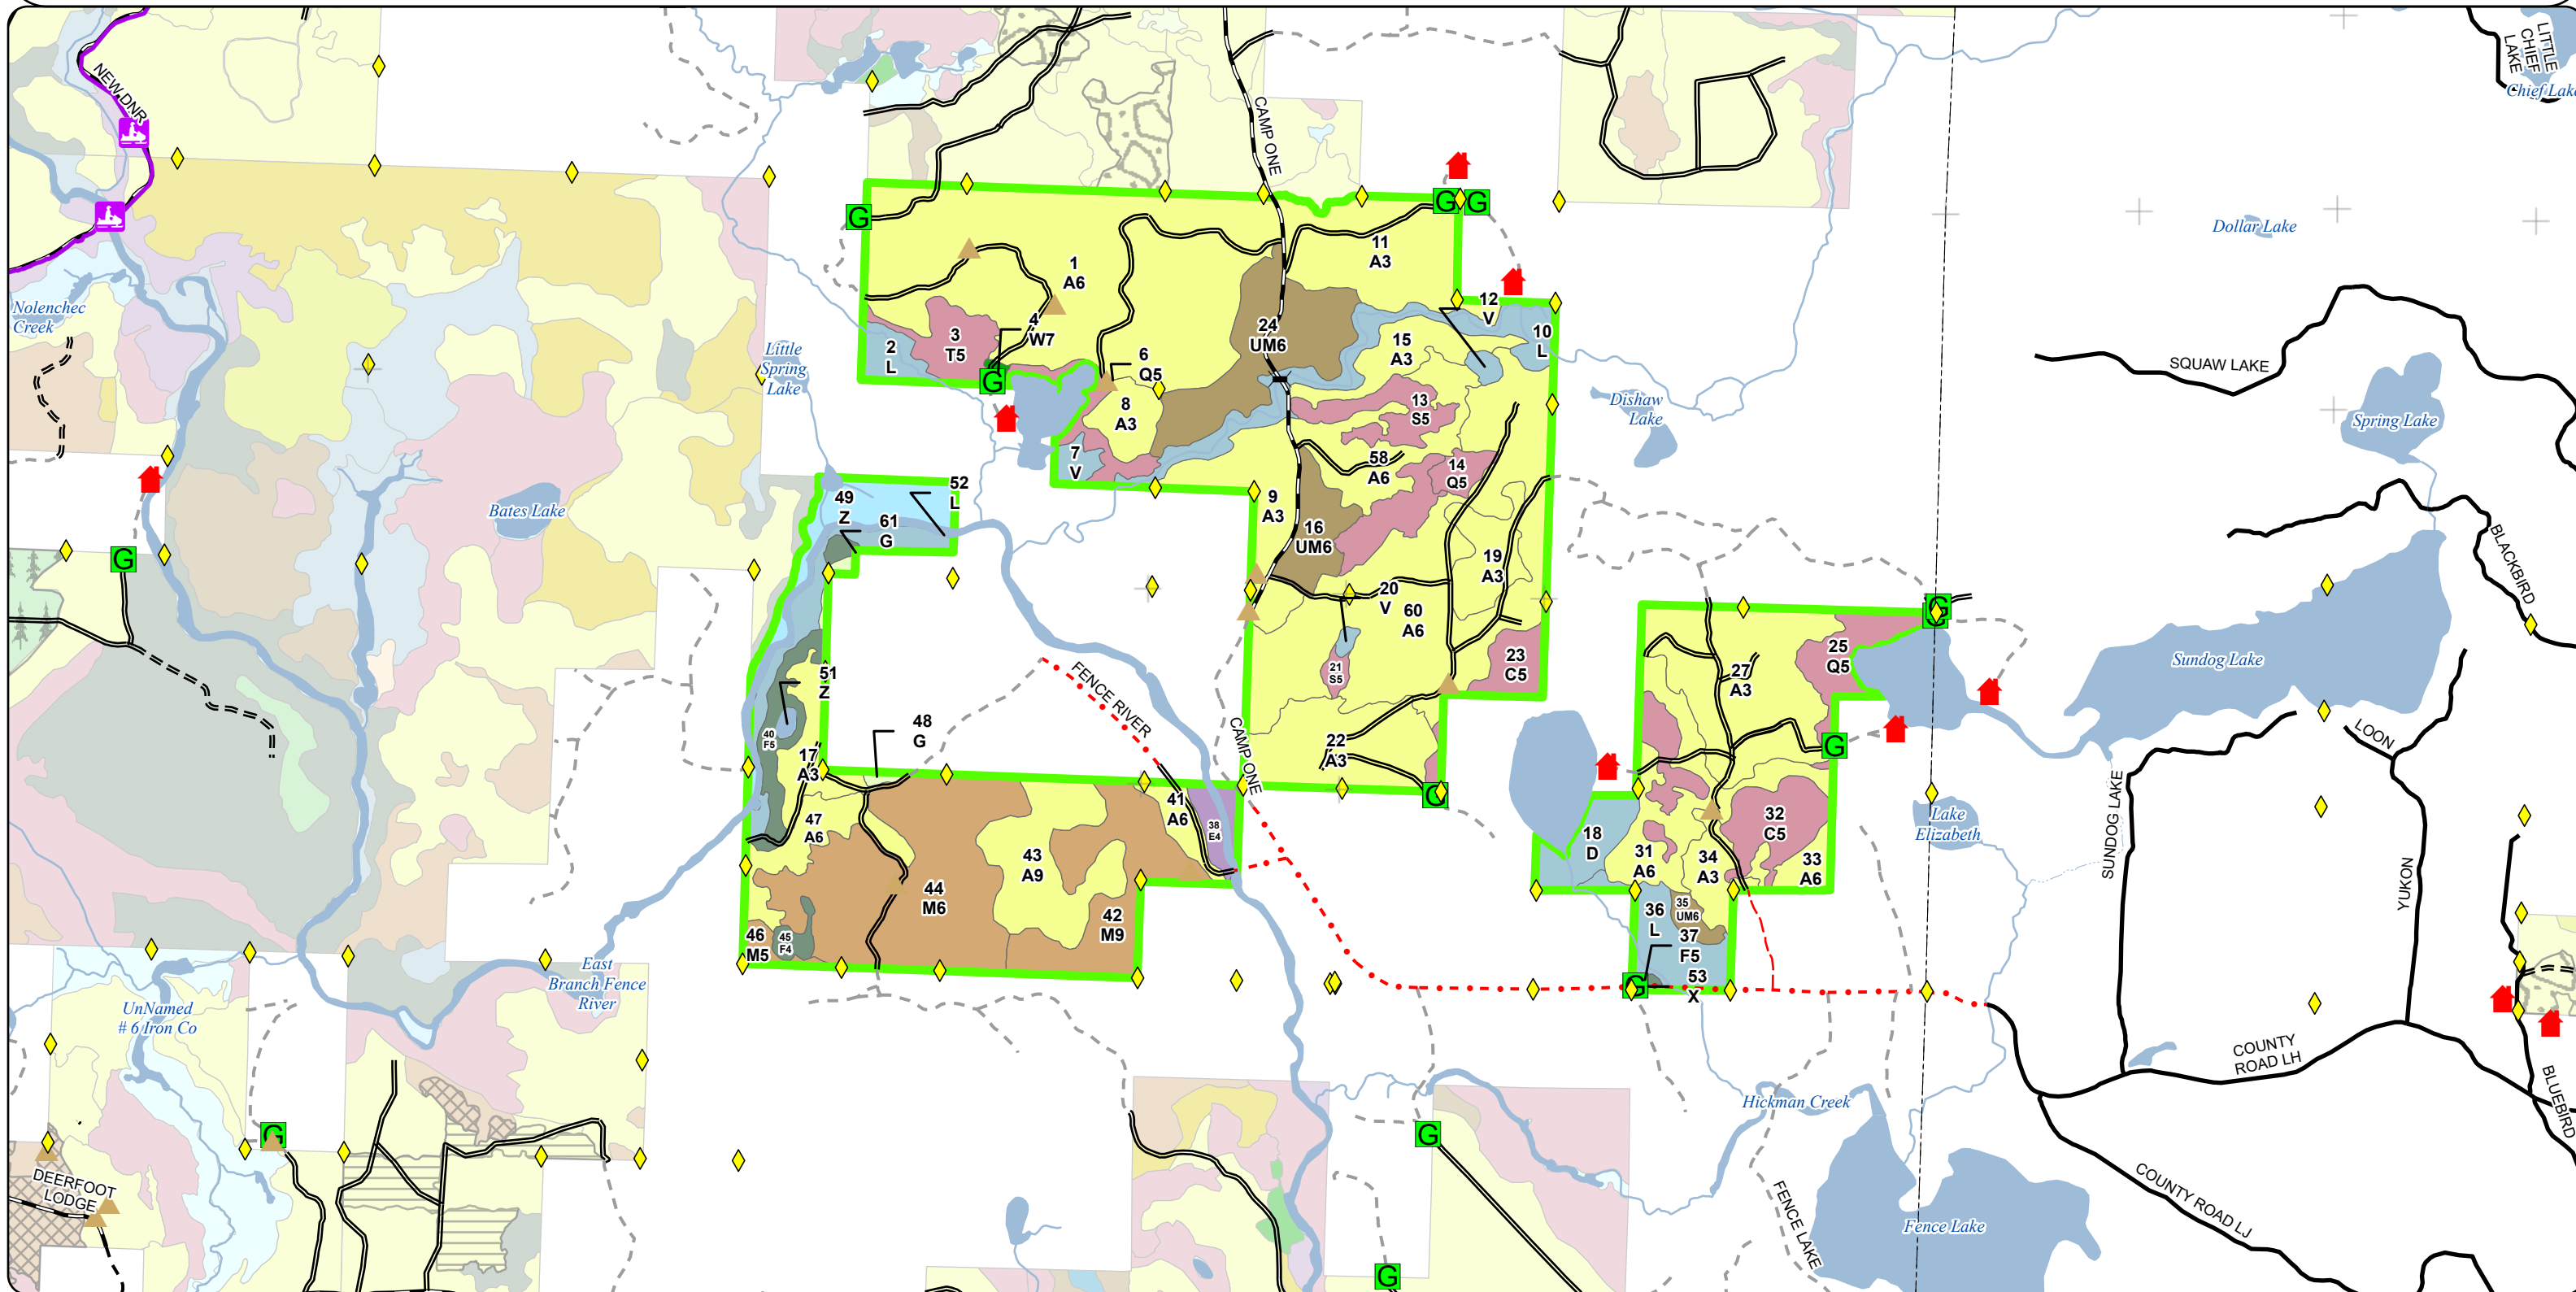 NEW DNR
CAMP ONE
LITTLE
CHIEF
LAKE
Chief Lake
G
G
G
Dollar Lake
Nolenchec
Creek
1
A6
11
A3
12
V
3
T5
4
W7
2
L
24
UM6
15
A3
10
L
6
Q5
8
A3
Little
Spring
Lake
G
SQUAW LAKE
Spring Lake
Dishaw
Lake
13
S5
7
V
58
A6
14
Q5
9
A3
16
UM6
49
Z
52
L
61
G
Bates Lake
G
19
A3
20
V
60
A6
BLACKBIRD
G
G
21
S5
23
C5
25
Q5
27
A3
Sundog Lake
FENCE RIVER
51
Z
48
G
40
F5
17
A3
CAMP ONE
22
A3
G
G
LOON
47
A6
41
A6
38
E4
18
D
32
C5
31
A6
34
A3
33
A6
Lake
Elizabeth
SUNDOG LAKE
YUKON
43
A9
44
M6
42
M9
46
M5
45
F4
36
L
35
UM6
37
F5
53
X
G
East
Branch Fence
River
UnNamed
# 6 Iron Co
COUNTY
ROAD LH
BLUEBIRD
Hickman Creek
G
G
DEERFOOT
LODGE
FENCE LAKE
Fence Lake
COUNTY ROAD LJ
G